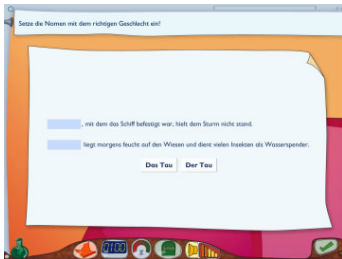 Setze die Nomen mit dem richtigen Geschlecht ein!
, mit dem das Schiff befestigt war, hielt dem Sturm nicht stand.
liegt morgens feucht auf den Wiesen und dient vielen Insekten als Wasserspender.
Das Tau Der Tau